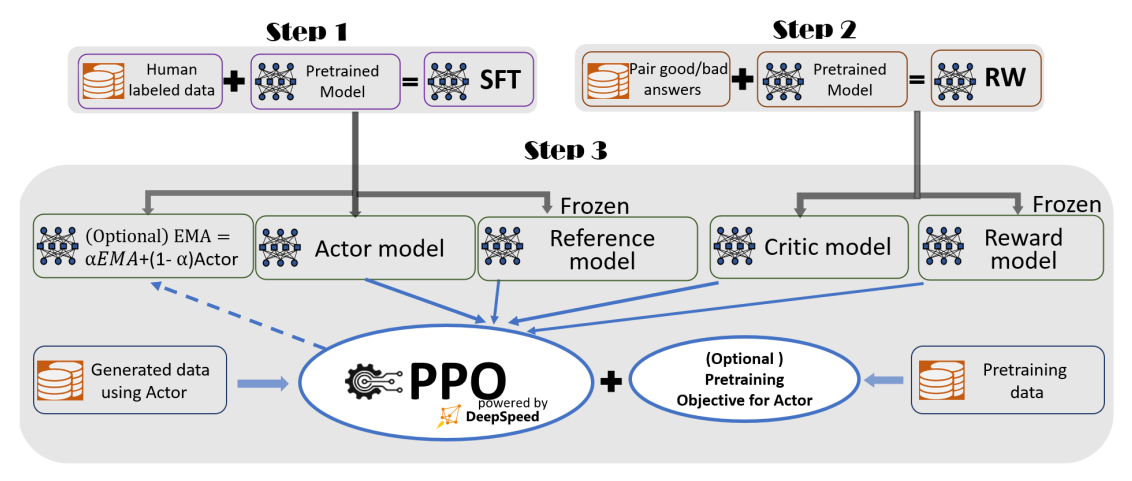 Step 1
Step 2
Human
labeled data
+
Pretrained
Model
=
SFT
Pair good/bad
answers
+
Pretrained
Model
=
RW
Step 3
Frozen
Frozen
(Optional) EMA =
αEMA+(1- α)Actor
Actor model
Reference
model
Critic model
Reward
model
Generated data
using Actor
PPO
powered by
DeepSpeed
+
(Optional )
Pretraining
Objective for Actor
Pretraining
data